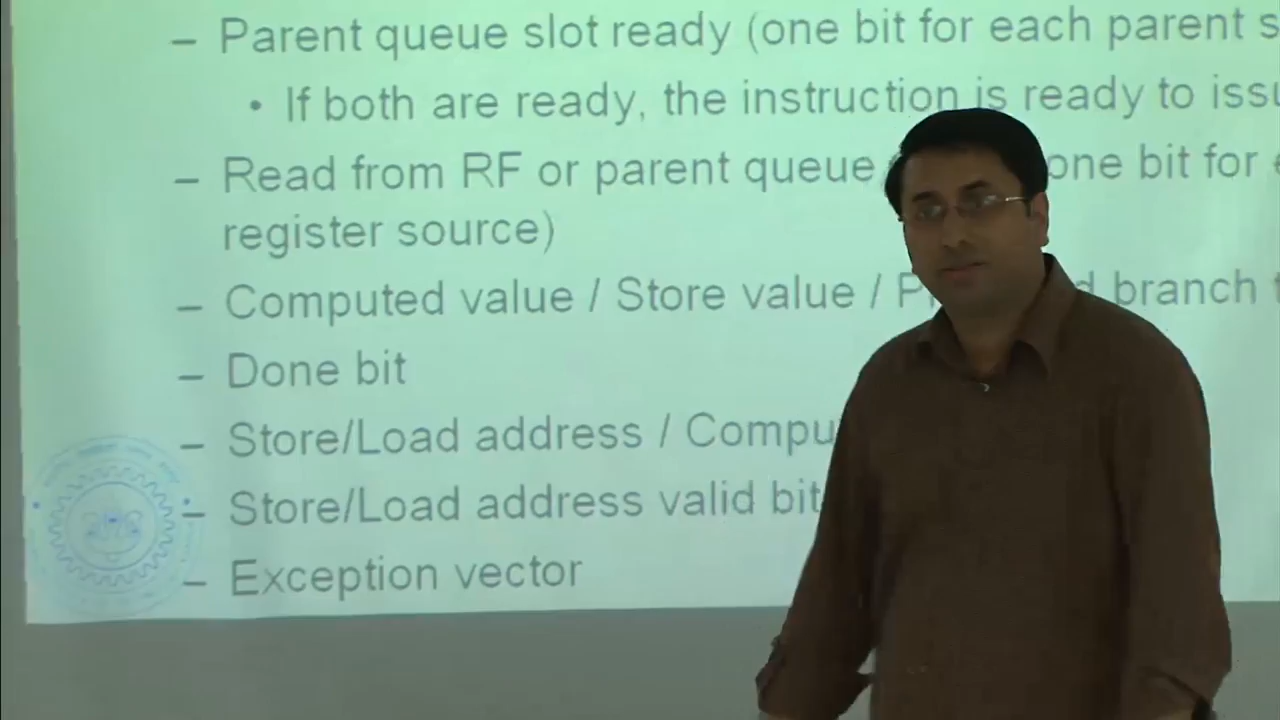 – Parent queue slot ready (one bit for each parent
• If both are ready, the instruction is ready to
– Read from RF or parent queue one bit for
register source)
– Computed value / Store value / branch
– Done bit
– Store/Load address /
– Store/Load address valid bit
– Exception vector